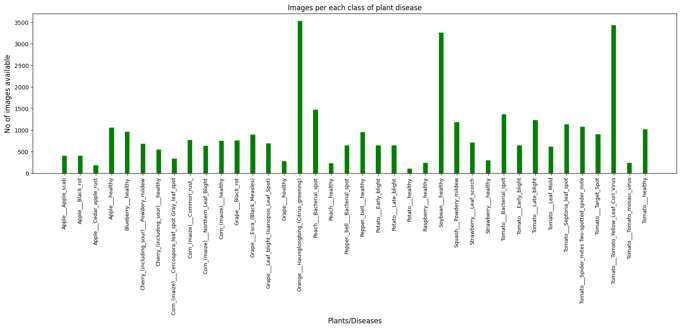 Images per each class of plant disease
No of images available
3500
3000
2500
2000
1500
1000
500
0
Apple___Apple_scab
Apple___Black_rot
Apple___Cedar_apple_rust
Apple___healthy
Blueberry___healthy
Cherry_(including_sour)___Powdery_mildew
Cherry_(including_sour)___healthy
Corn_(maize)___Cercospora_leaf_spot Gray_leaf_spot
Corn_(maize)___Common_rust_
Corn_(maize)___Northern_Leaf_Blight
Corn_(maize)___healthy
Grape___Black_rot
Grape___Esca_(Black_Measles)
Grape___Leaf_blight_(Isariopsis_Leaf_Spot)
Grape___healthy
Orange___Haunglongbing_(Citrus_greening)
Peach___Bacterial_spot
Peach___healthy
Pepper,_bell___Bacterial_spot
Pepper,_bell___healthy
Potato___Early_blight
Potato___Late_blight
Potato___healthy
Raspberry___healthy
Soybean___healthy
Squash___Powdery_mildew
Strawberry___Leaf_scorch
Strawberry___healthy
Tomato___Bacterial_spot
Tomato___Early_blight
Tomato___Late_blight
Tomato___Leaf_Mold
Tomato___Septoria_leaf_spot
Tomato___Spider_mites Two-spotted_spider_mite
Tomato___Target_Spot
Tomato___Tomato_Yellow_Leaf_Curl_Virus
Tomato___Tomato_mosaic_virus
Tomato___healthy
Plants/Diseases